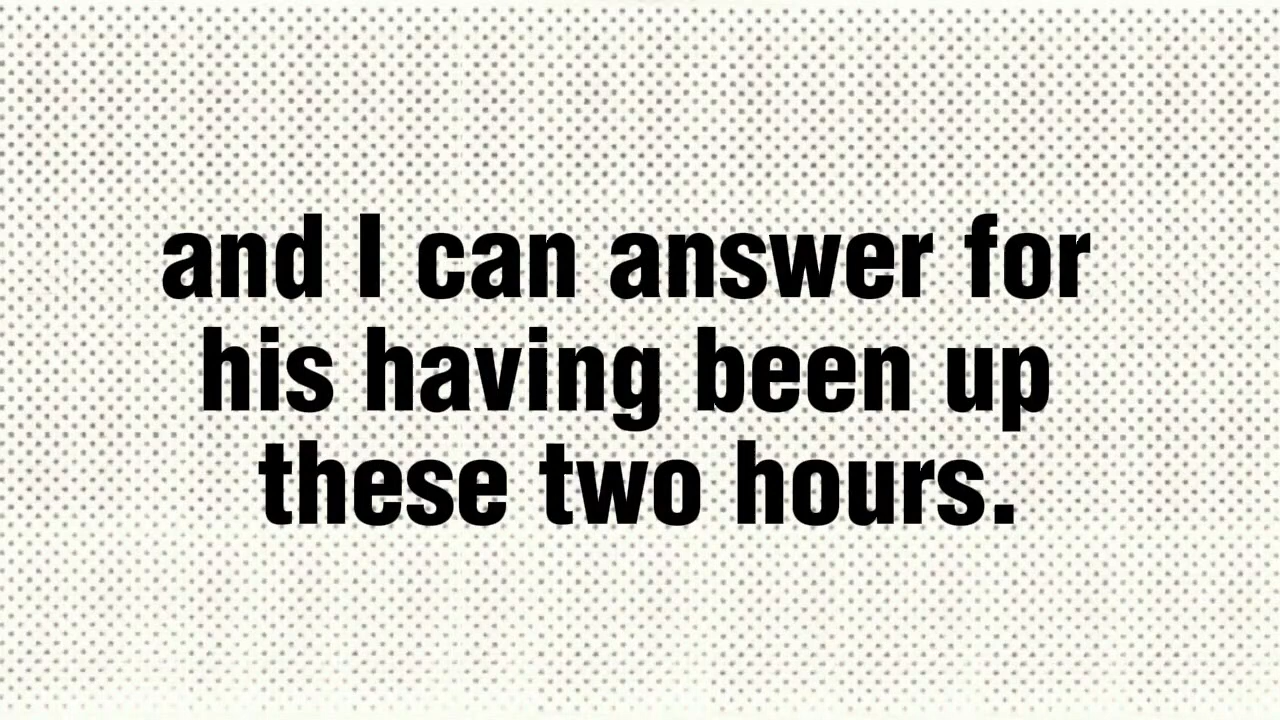 and I can answer for
his having been up
these two hours.